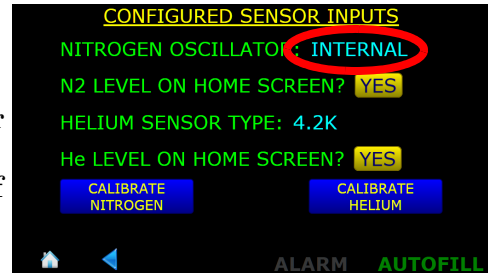 CONFIGURED SENSOR INPUTS
NITROGEN OSCILLATOR: INTERNAL
N2 LEVEL ON HOME SCREEN? YES
r
HELIUM SENSOR TYPE: 4.2K
He LEVEL ON HOME SCREEN? YES
f
CALIBRATE NITROGEN
CALIBRATE HELIUM
ALARM AUTOFILL